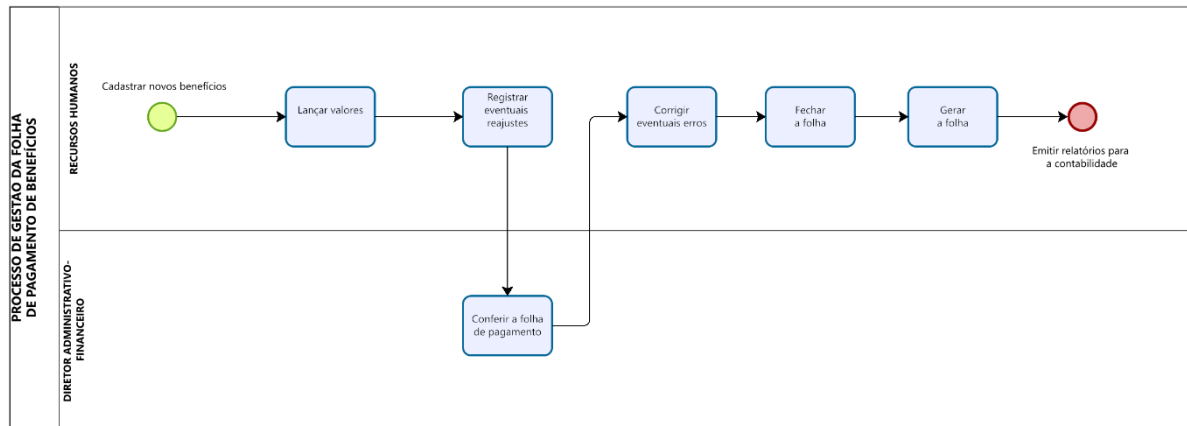 PROCESSO DE GESTÃO DA FOLHA
DE PAGAMENTO DE BENEFÍCIOS
RECURSOS HUMANOS
Cadastrar novos benefícios
Lançar valores
Registrar
eventuais
reajustes
Corrigir
eventuais erros
Fechar
a folha
Gerar
a folha
Emitir relatórios para
a contabilidade
DIRETOR ADMINISTRATIVO-
FINANCEIRO
Conferir a folha
de pagamento